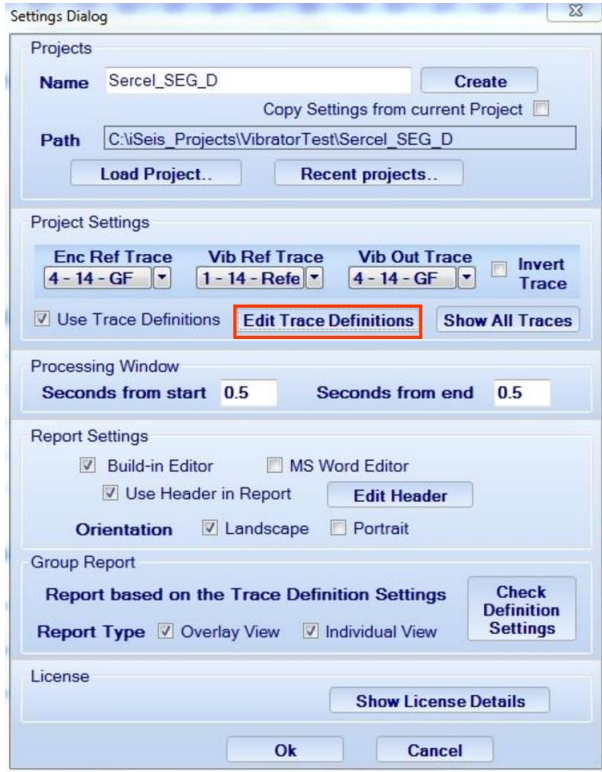 Settings Dialog
Projects
Name Sercel_SEG_D Create
Copy Settings from current Project
Path C:\iSeis_Projects\VibratorTest\Sercel_SEG_D
Load Project.. Recent projects..
Project Settings
Enc Ref Trace Vib Ref Trace Vib Out Trace Invert Trace
4 - 14 - GF 1 - 14 - Refe 4 - 14 - GF
Use Trace Definitions Edit Trace Definitions Show All Traces
Processing Window
Seconds from start 0.5 Seconds from end 0.5
Report Settings
Build-in Editor MS Word Editor
Use Header in Report Edit Header
Orientation Landscape Portrait
Group Report
Report based on the Trace Definition Settings
Report Type Overlay View Individual View
Check
Definition
Settings
License
Show License Details
Ok Cancel